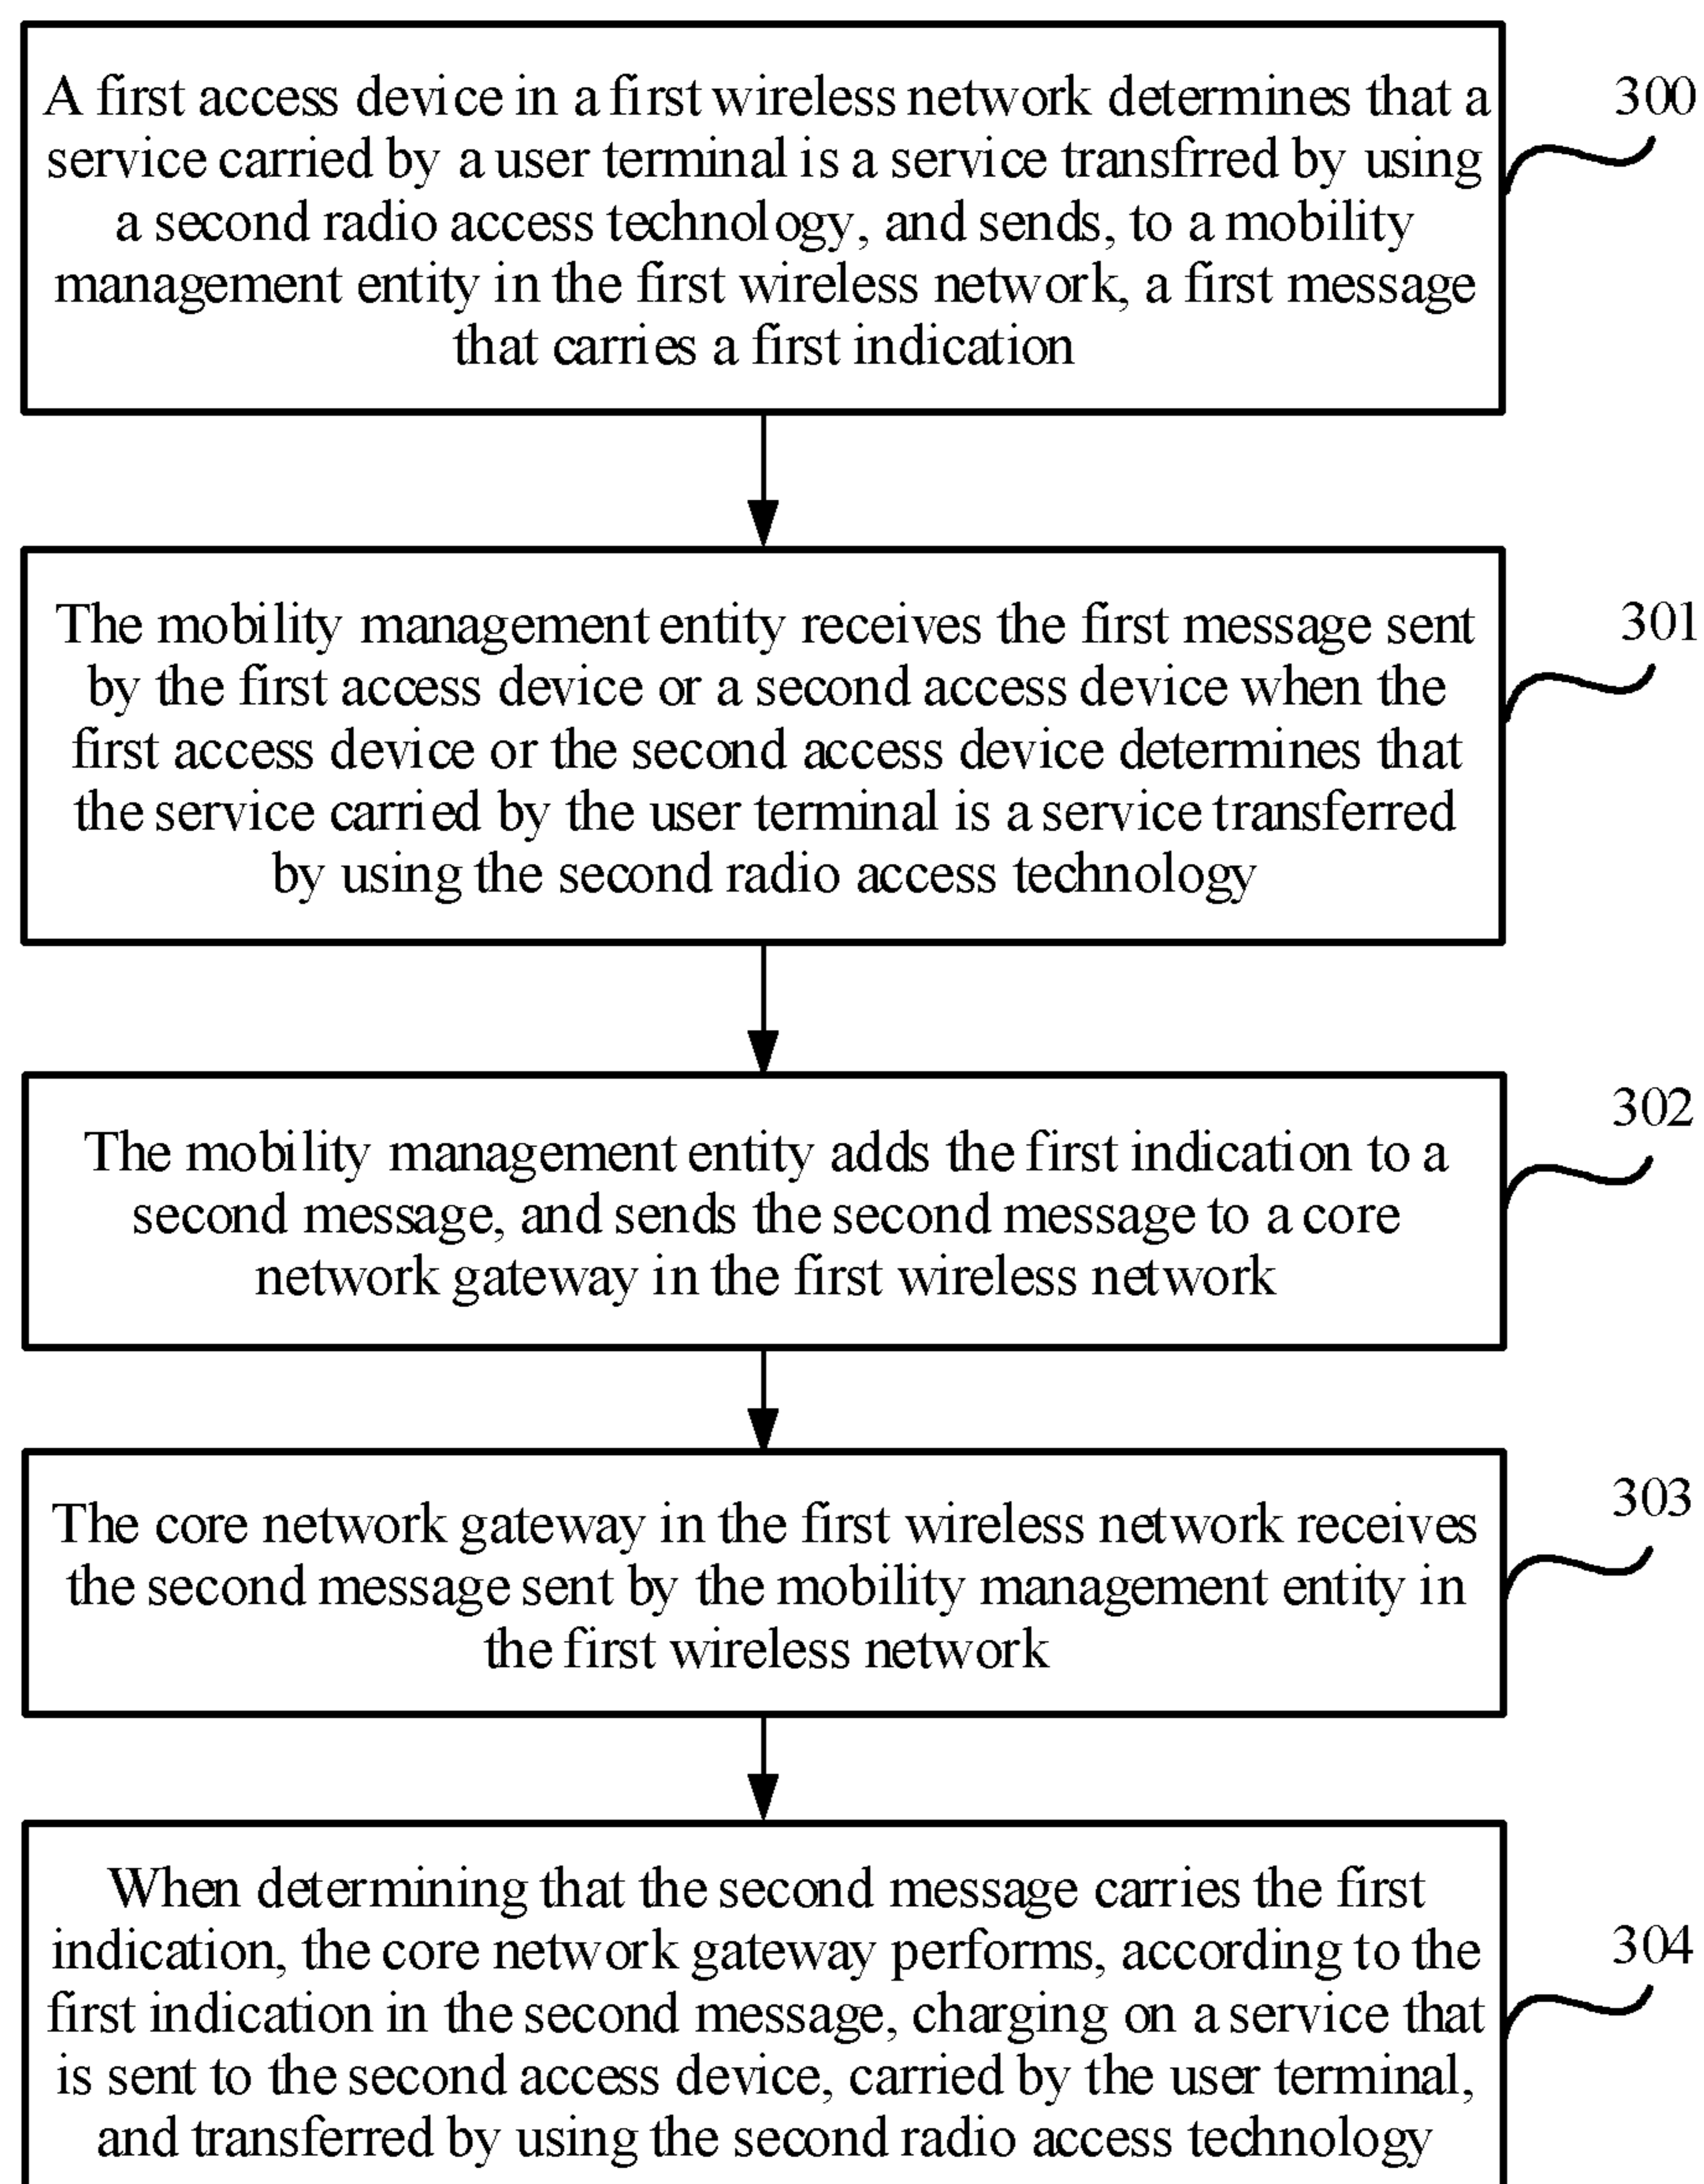 A first access device in a first wireless network determines that a
service carried by a user terminal is a service transfrred by using
a second radio access technology, and sends, to a mobility
management entity in the first wireless network, a first message
that carries a first indication
300
The mobility management entity receives the first message sent
by the first access device or a second access device when the
first access device or the second access device determines that
the service carried by the user terminal is a service transferred
by using the second radio access technology
301
The mobility management entity adds the first indication to a
second message, and sends the second message to a core
network gateway in the first wireless network
302
The core network gateway in the first wireless network receives
the second message sent by the mobility management entity in
the first wireless network
303
When determining that the second message carries the first
indication, the core network gateway performs, according to the
first indication in the second message, charging on a service that
is sent to the second access device, carried by the user terminal,
and transferred by using the second radio access technology
304